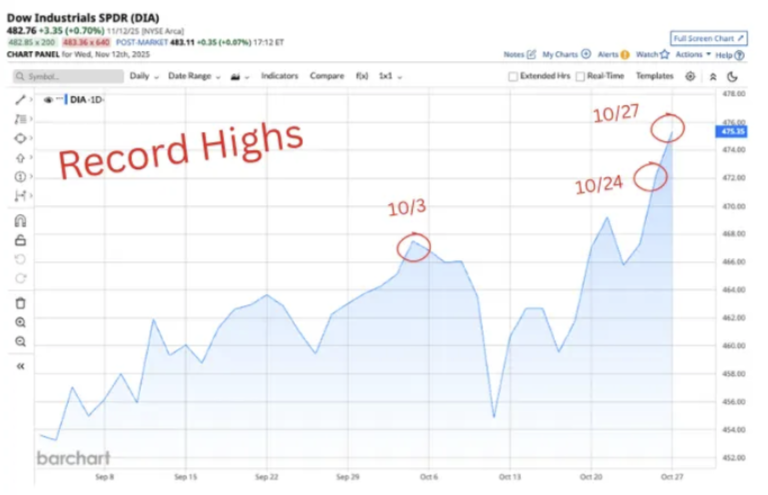 Dow Industrials SPDR (DIA)
482.76 +3.35 (+0.70%) 11/12/25 [NYSE Arca]
482.85 x 200 483.36 x 640 POST-MARKET 483.11 +0.35 (+0.07%) 17:12 ET
CHART PANEL for Wed, Nov 12th, 2025
Full Screen Chart
Notes My Charts Alerts Watch Actions Help
Symbol... Daily Date Range Indicators Compare f(x) 1x1 Extended Hrs Real-Time Templates
DIA ·1D·
Record Highs
10/3
10/24
10/27
478.00
476.00
475.35
474.00
472.00
470.00
468.00
466.00
464.00
462.00
460.00
458.00
456.00
454.00
452.00
barchart
Sep 8 Sep 15 Sep 22 Sep 29 Oct 6 Oct 13 Oct 20 Oct 27